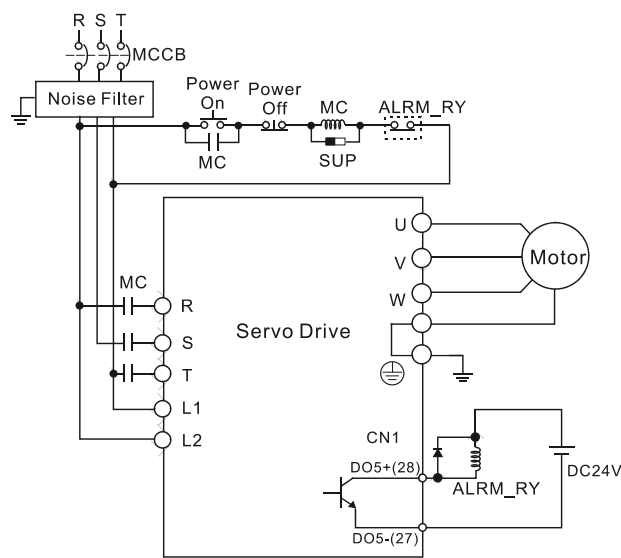 R S T
MCCB
Noise Filter
Power
On
Power
Off
MC
ALRM_RY
MC
SUP
U
V
W
Motor
MC
R
S
T
L1
L2
Servo Drive
CN1
DO5+(28)
ALRM_RY
DC24V
DO5-(27)